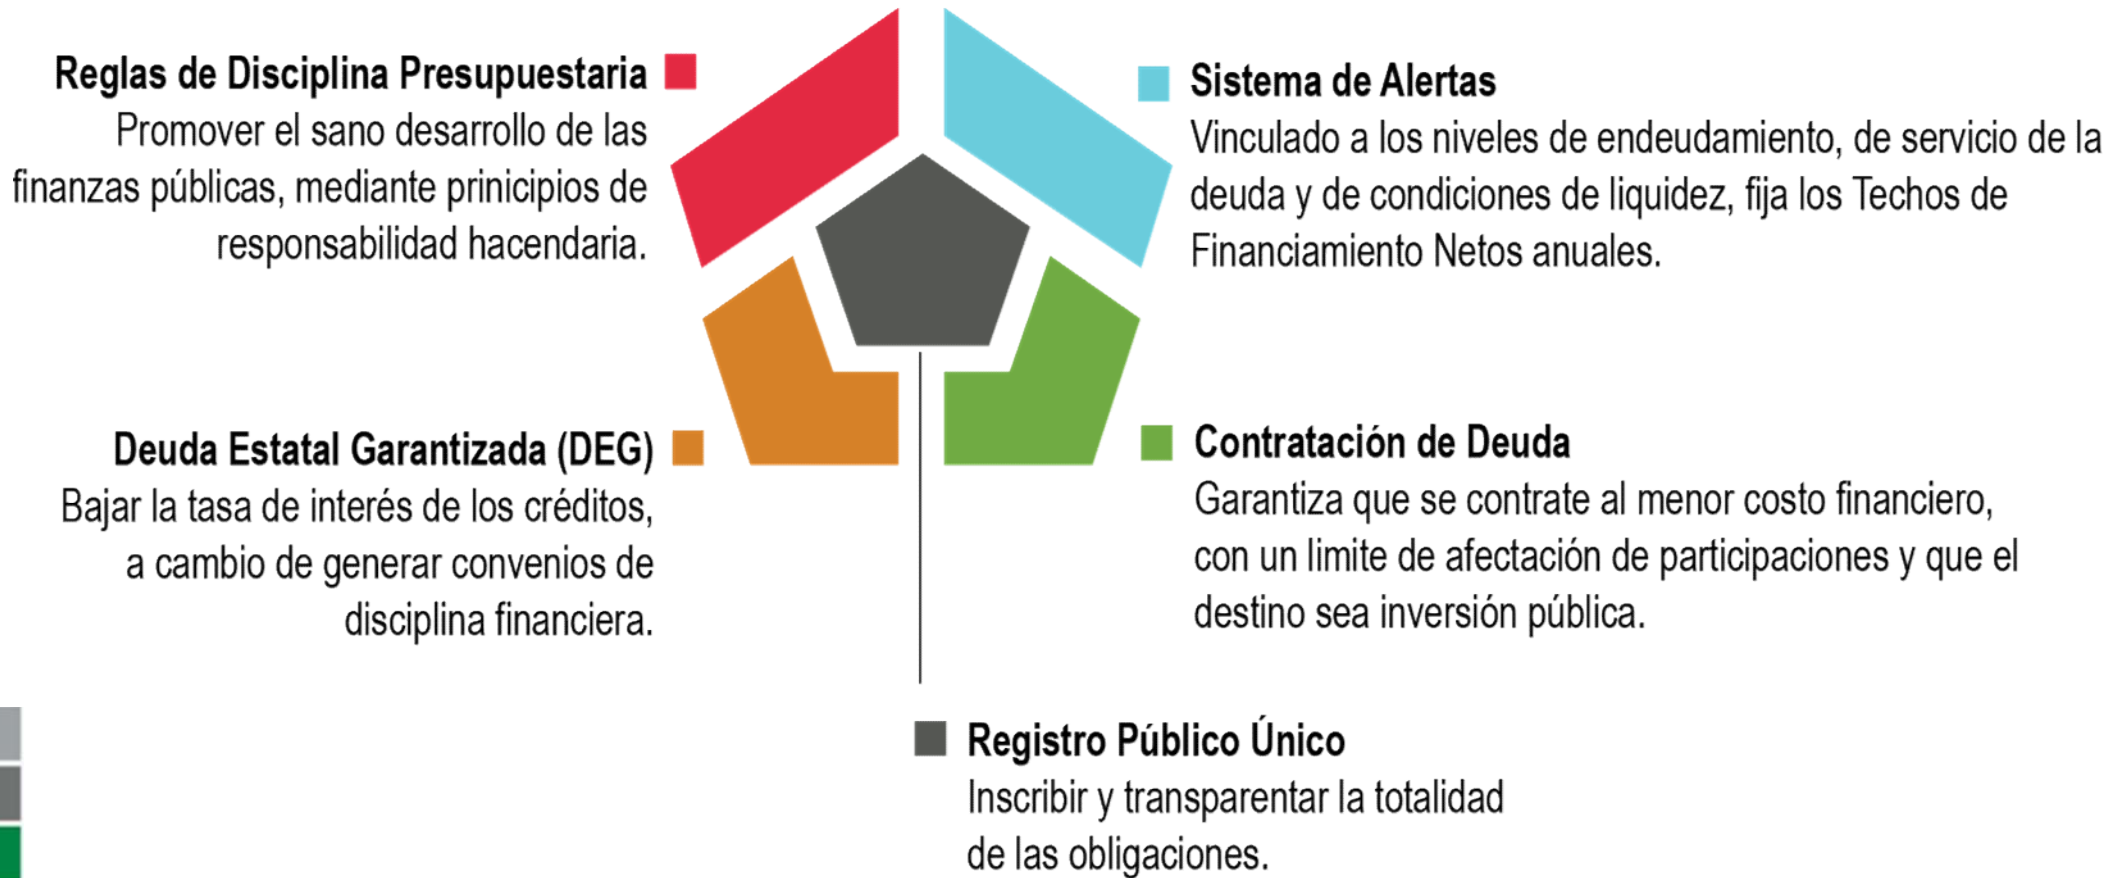 Reglas de Disciplina Presupuestaria
Promover el sano desarrollo de las
finanzas públicas, mediante prinicipios de
responsabilidad hacendaria.
Sistema de Alertas
Vinculado a los niveles de endeudamiento, de servicio de la
deuda y de condiciones de liquidez, fija los Techos de
Financiamiento Netos anuales.
Deuda Estatal Garantizada (DEG)
Bajar la tasa de interés de los créditos,
a cambio de generar convenios de
disciplina financiera.
Contratación de Deuda
Garantiza que se contrate al menor costo financiero,
con un limite de afectación de participaciones y que el
destino sea inversión pública.
Registro Público Único
Inscribir y transparentar la totalidad
de las obligaciones.